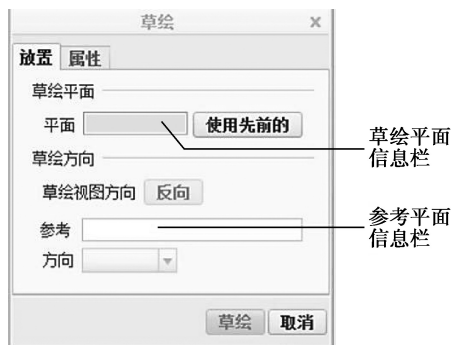 草绘
放置 属性
草绘平面
平面 使用先前的
草绘平面
信息栏
草绘方向
草绘视图方向 反向
参考
参考平面
信息栏
方向
草绘 取消